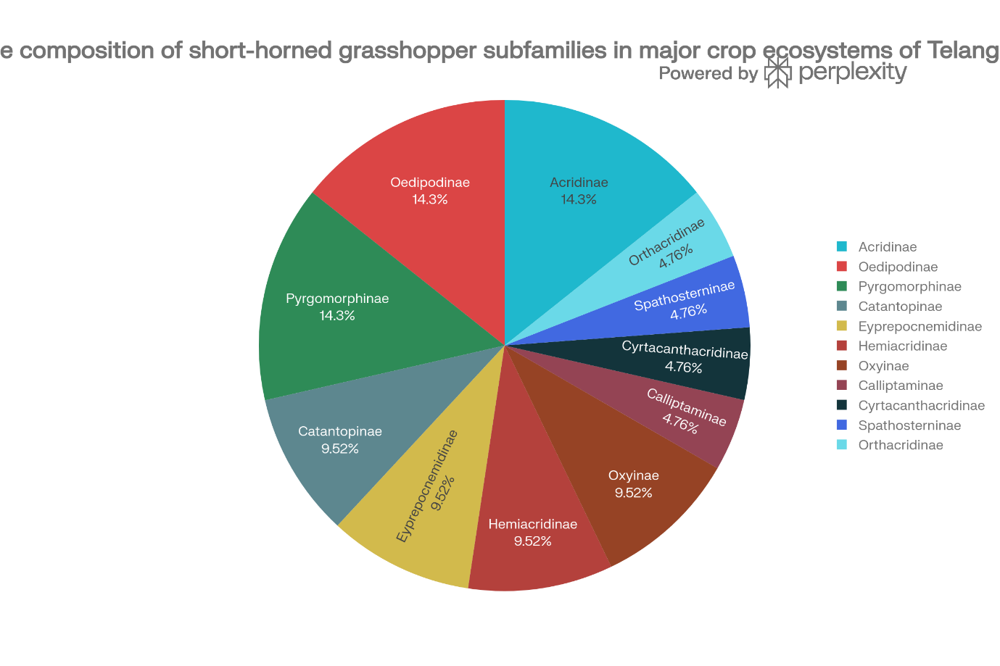 e composition of short-horned grasshopper subfamilies in major crop ecosystems of Telang
Powered by perplexity
Oedipodinae
14.3%
Acridinae
14.3%
Orthacridinae
4.76%
Spathosterninae
4.76%
Cyrtacanthacridinae
4.76%
Calliptaminae
4.76%
Oxyinae
9.52%
Hemiacridinae
9.52%
Eyprepocnemidinae
9.52%
Catantopinae
9.52%
Pyrgomorphinae
14.3%
Acridinae
Oedipodinae
Pyrgomorphinae
Catantopinae
Eyprepocnemidinae
Hemiacridinae
Oxyinae
Calliptaminae
Cyrtacanthacridinae
Spathosterninae
Orthacridinae